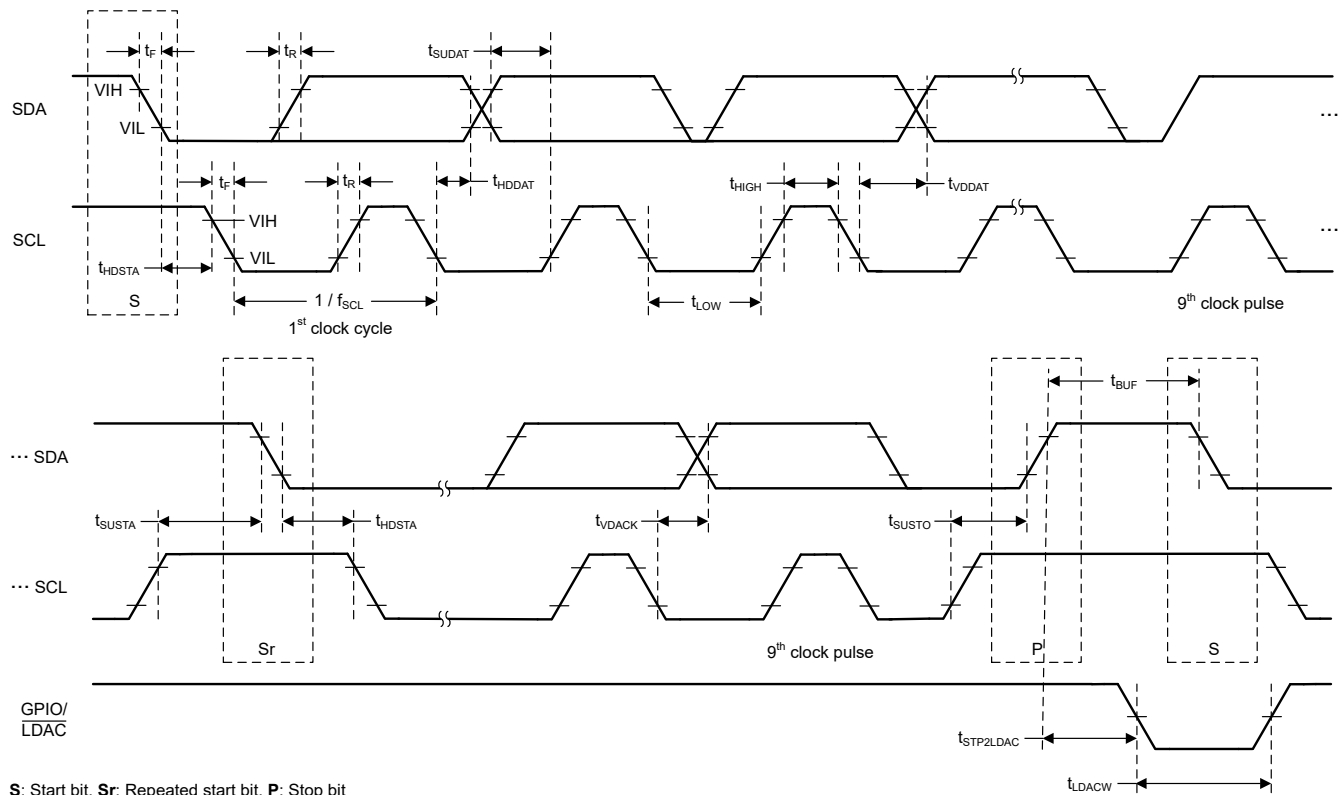 S
tF
tR
tSUDAT
VIH
SDA
VIL
...
tF
tR
tHDDAT
tHIGH
tVDDAT
VIH
SCL
...
VIL
tHDSTA
S
1 / fSCL
tLOW
9th clock pulse
1st clock cycle
tBUF
... SDA
tSUSTA
tHDSTA
tVDACK
tSUSTO
... SCL
Sr
9th clock pulse
P
S
GPIO/
LDAC
tSTP2LDAC
tLDACW
S: Start bit, Sr: Repeated start bit, P: Stop bit